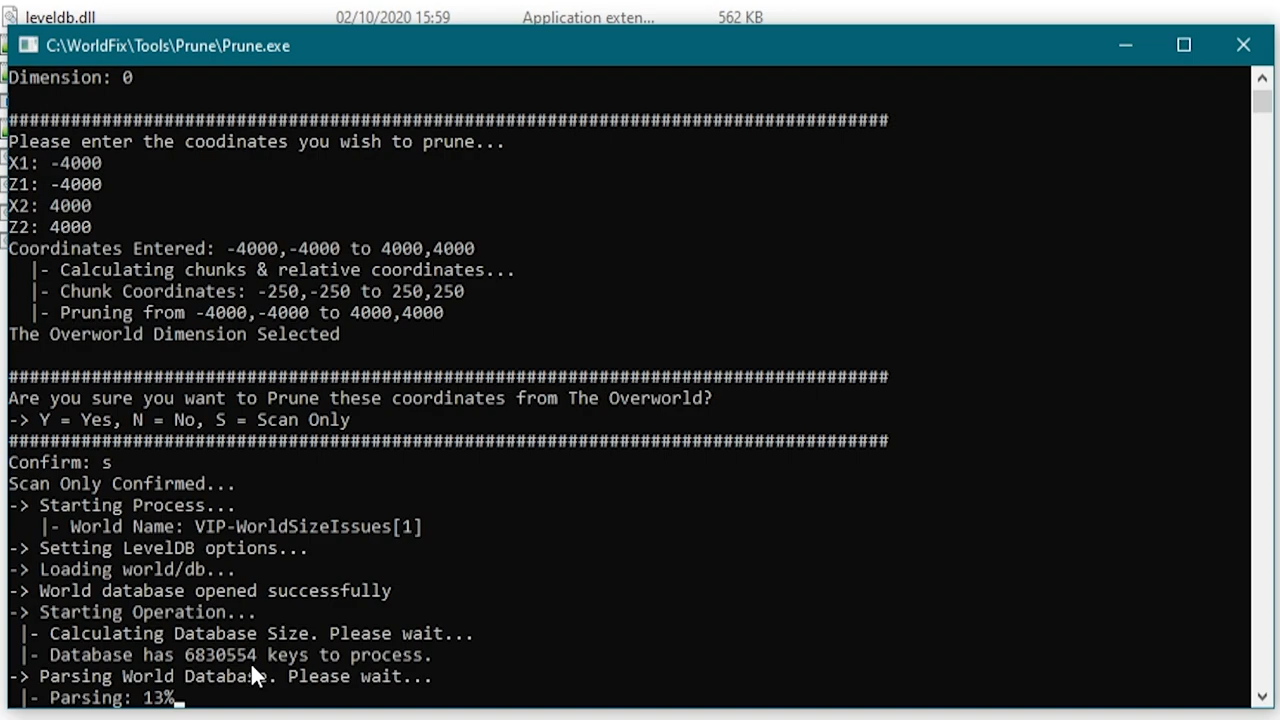 leveldb.dll 02/10/2020 15:59 Application exten... 562 KB
C:\WorldFix\Tools\Prune\Prune.exe
Dimension: 0
#####################################################################################
Please enter the coodinates you wish to prune...
X1: -4000
Z1: -4000
X2: 4000
Z2: 4000
Coordinates Entered: -4000,-4000 to 4000,4000
|- Calculating chunks & relative coordinates...
|- Chunk Coordinates: -250,-250 to 250,250
|- Pruning from -4000,-4000 to 4000,4000
The Overworld Dimension Selected
#####################################################################################
Are you sure you want to Prune these coordinates from The Overworld?
-> Y = Yes, N = No, S = Scan Only
#####################################################################################
Confirm: s
Scan Only Confirmed...
-> Starting Process...
|- World Name: VIP-WorldSizeIssues[1]
-> Setting LevelDB options...
-> Loading world/db...
-> World database opened successfully
-> Starting Operation...
|- Calculating Database Size. Please wait...
|- Database has 6830554 keys to process.
-> Parsing World Database. Please wait...
|- Parsing: 13%